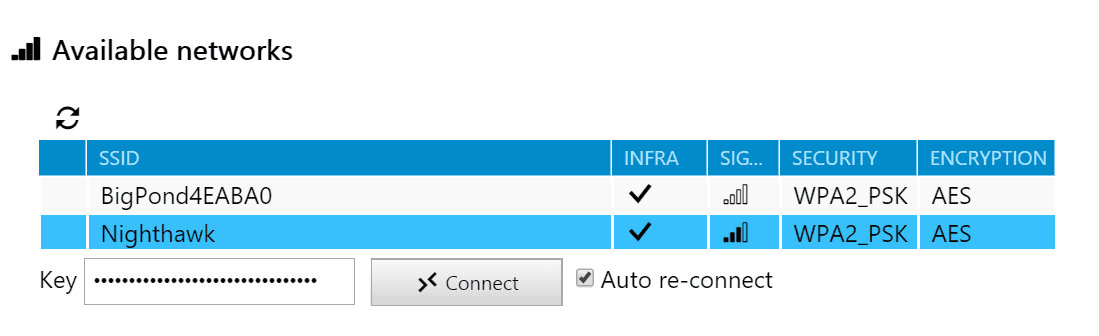 Available networks
SSID INFRA SIG... SECURITY ENCRYPTION
BigPond4EABA0 WPA2_PSK AES
Nighthawk WPA2_PSK AES
Key •••••••••••••••••••••••••••••••• Connect Auto re-connect